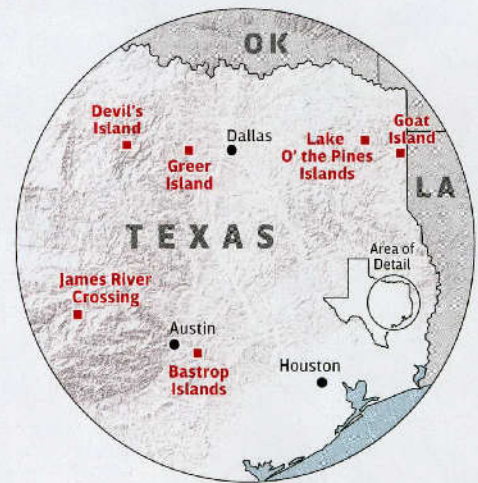 OK
Devil's
Island
Dallas
Greer
Island
Lake
O' the Pines
Islands
Goat
Island
LA
TEXAS
Area of
Detail
James River
Crossing
Austin
Bastrop
Islands
Houston